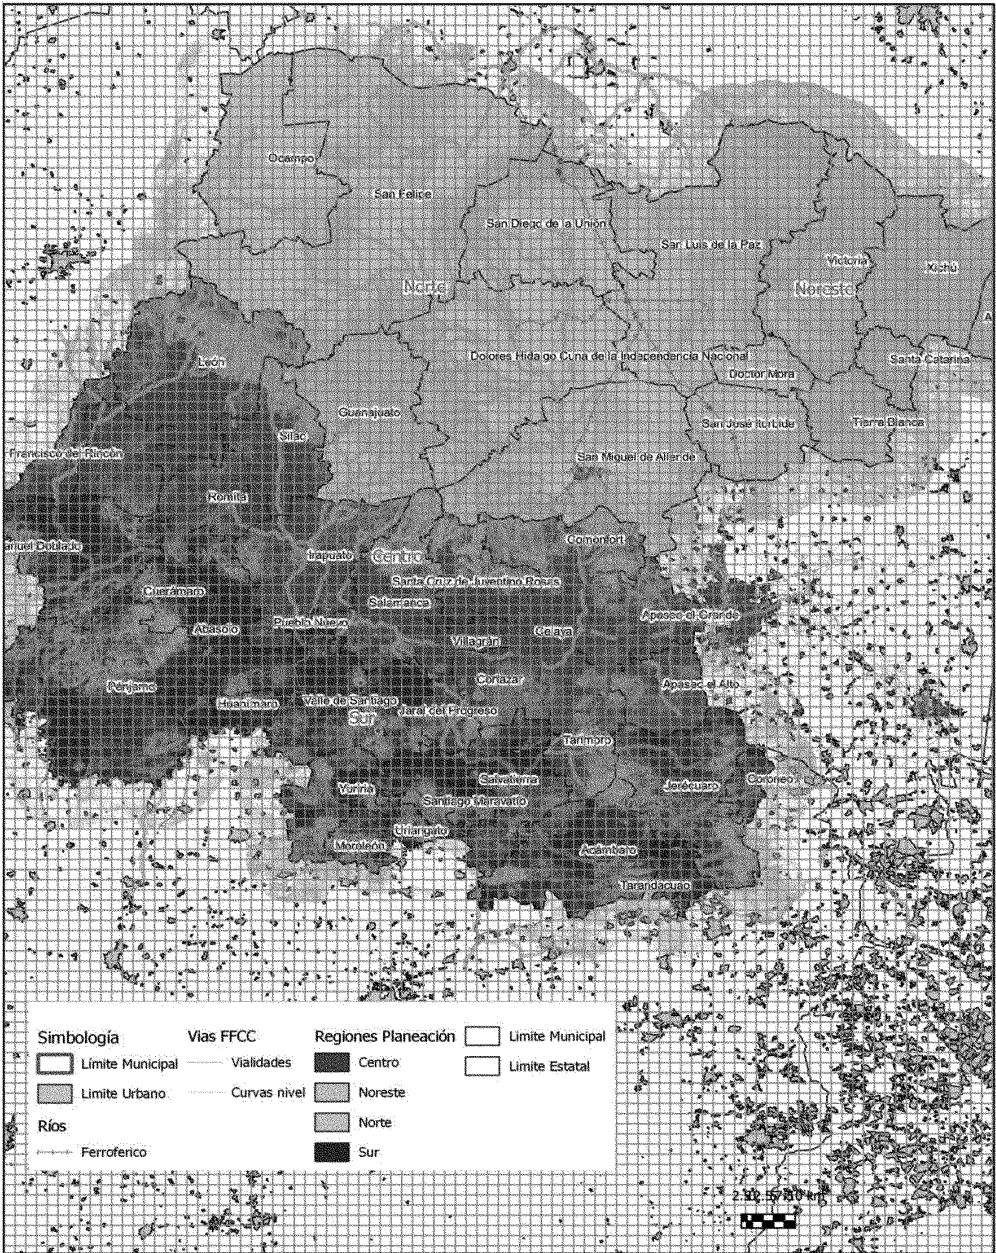 Ocampo
San Felipe
San Diego de la Unión
San Luis de la Paz
Victoria
Xichú
Norte
Noreste
A
León
Dolores Hidalgo Cuna de la Independencia Nacional
Santa Catarina
Doctor Mora
Guanajuato
San José Iturbide
Tierra Blanca
Silao
Francisco del Rincón
San Miguel de Allende
Romita
Comonfort
anuel Doblado
Irapuato
Centro
Santa Cruz de Juventino Rosas
Cuerámaro
Salamanca
Apaseo el Grande
Pueblo Nuevo
Abasolo
Villagrán
Celaya
Cortazar
Apaseo el Alto
Pénjamo
Huanímaro
Valle de Santiago
Jaral del Progreso
Sur
Tarimoro
Salvatierra
Jerécuaro
Coroneo
Yuriria
Santiago Maravatío
Uriangato
Moroleón
Acámbaro
Tarandacuao
Simbología
Límite Municipal
Limite Urbano
Ríos
Ferroferico
Vias FFCC
Vialidades
Curvas nivel
Regiones Planeación
Centro
Noreste
Norte
Sur
Limite Municipal
Limite Estatal